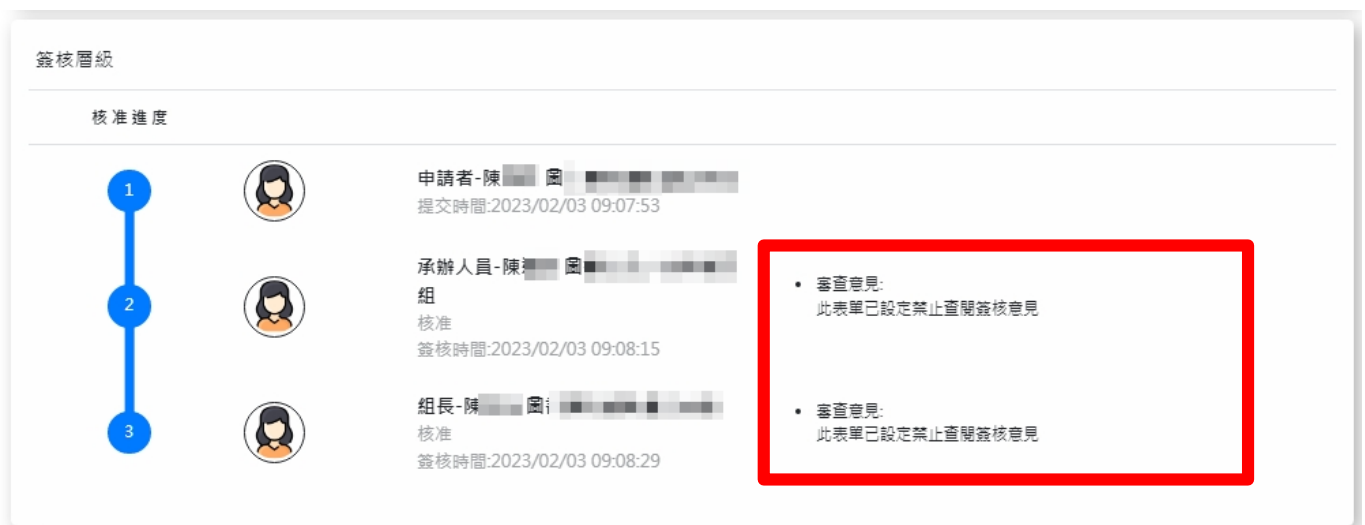 簽核層級
核准進度
1
申請者-陳 圖
提交時間:2023/02/03 09:07:53
2
承辦人員-陳 圖
組
核准
簽核時間:2023/02/03 09:08:15
• 審查意見:
此表單已設定禁止查閱簽核意見
3
組長-陳 圖
核准
簽核時間:2023/02/03 09:08:29
• 審查意見:
此表單已設定禁止查閱簽核意見